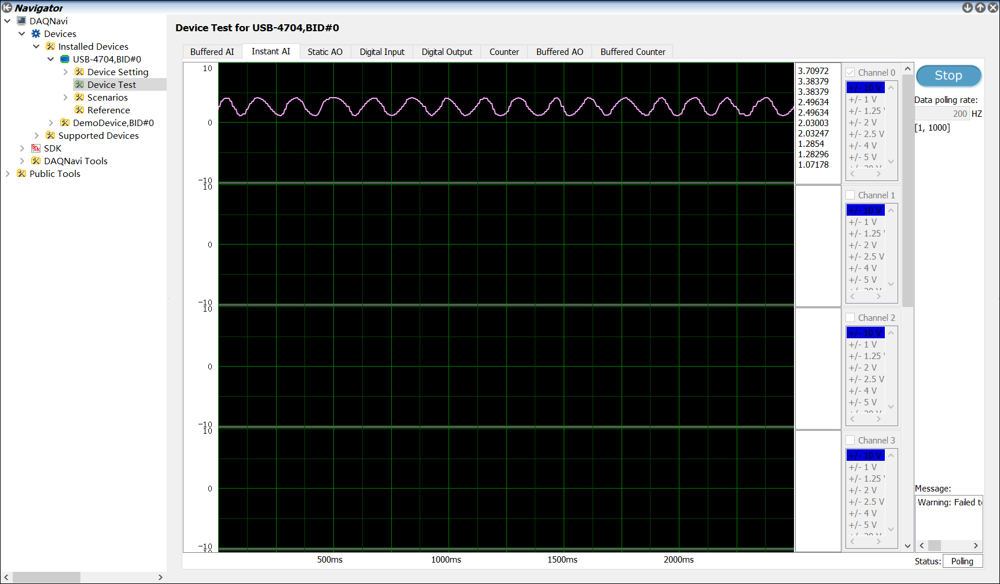 Navigator
DAQNavi
Devices
Installed Devices
USB-4704,BID#0
Device Setting
Device Test
Scenarios
Reference
DemoDevice,BID#0
Supported Devices
SDK
DAQNavi Tools
Public Tools
Device Test for USB-4704,BID#0
Buffered AI
Instant AI
Static AO
Digital Input
Digital Output
Counter
Buffered AO
Buffered Counter
10
0
-10
3.70972
3.38379
3.38379
2.49634
2.49634
2.03003
2.03247
1.2854
1.28296
1.07178
Channel 0
+/- 10 V
+/- 1 V
+/- 1.25
+/- 2 V
+/- 2.5 V
+/- 4 V
+/- 5 V
10
0
-10
Channel 1
+/- 10 V
+/- 1 V
+/- 1.25
+/- 2 V
+/- 2.5 V
+/- 4 V
+/- 5 V
10
0
-10
Channel 2
+/- 10 V
+/- 1 V
+/- 1.25
+/- 2 V
+/- 2.5 V
+/- 4 V
+/- 5 V
10
0
-10
Channel 3
+/- 10 V
+/- 1 V
+/- 1.25
+/- 2 V
+/- 2.5 V
+/- 4 V
+/- 5 V
500ms
1000ms
1500ms
2000ms
Stop
Data polling rate:
200 HZ
[1, 1000]
Message:
Warning: Failed t
Status: Polling